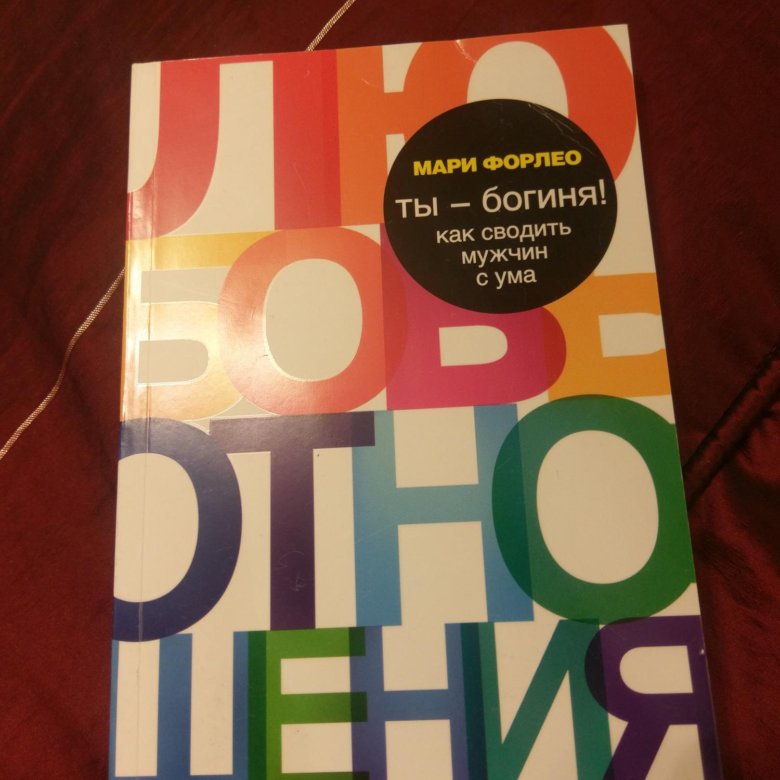 ЛЮ
МАРИ ФОРЛЕО
ты – богиня!
как сводить
мужчин
с ума
БОВЬ
ОТНО
ШЕНИЯ